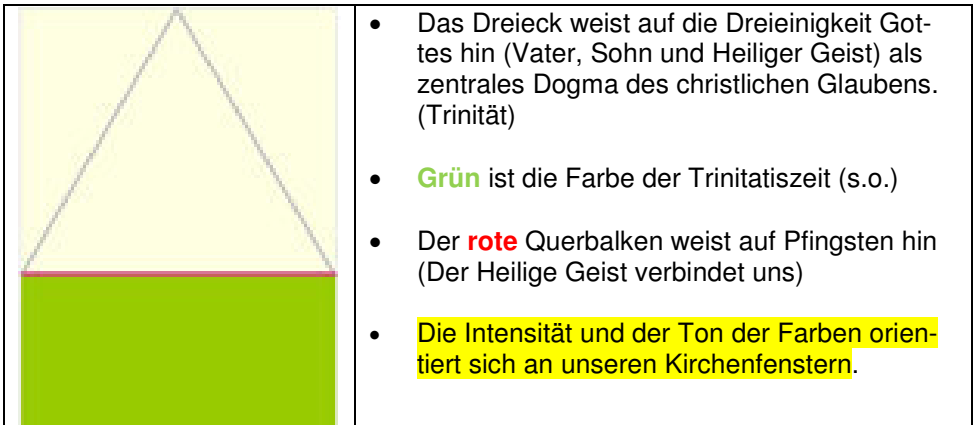 • Das Dreieck weist auf die Dreieinigkeit Got-
tes hin (Vater, Sohn und Heiliger Geist) als
zentrales Dogma des christlichen Glaubens.
(Trinität)
• Grün ist die Farbe der Trinitatiszeit (s.o.)
• Der rote Querbalken weist auf Pfingsten hin
(Der Heilige Geist verbindet uns)
• Die Intensität und der Ton der Farben orien-
tiert sich an unseren Kirchenfenstern.